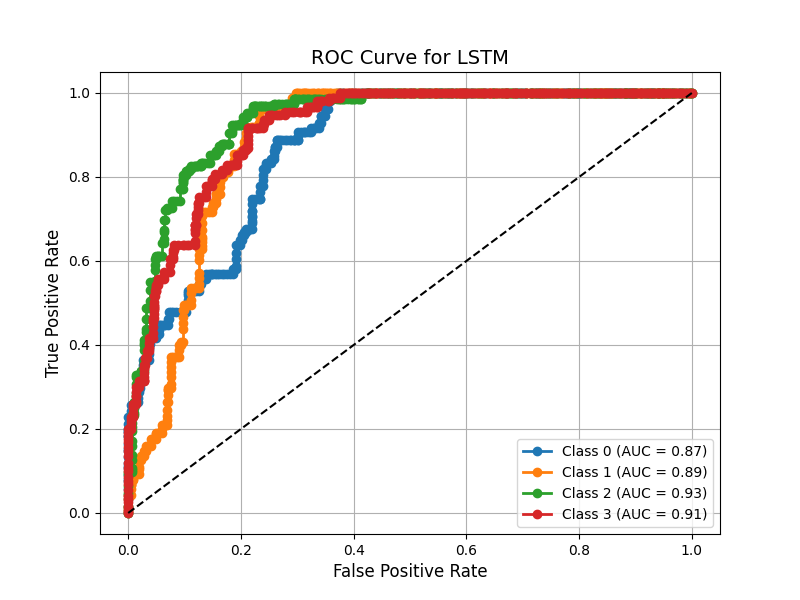 ROC Curve for LSTM
True Positive Rate
1.0
0.8
0.6
0.4
0.2
0.0
0.0 0.2 0.4 0.6 0.8 1.0
False Positive Rate
Class 0 (AUC = 0.87)
Class 1 (AUC = 0.89)
Class 2 (AUC = 0.93)
Class 3 (AUC = 0.91)